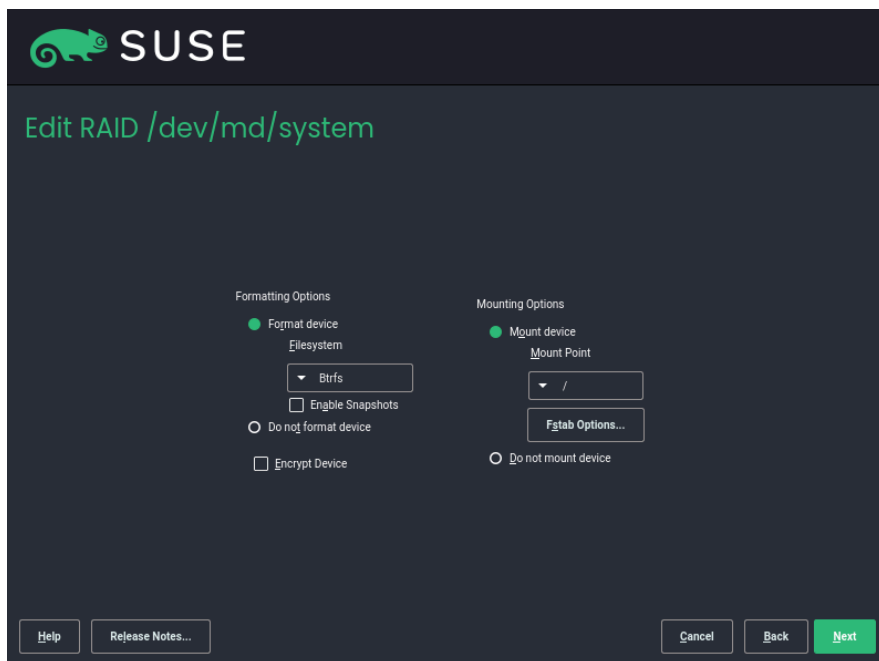 SUSE
Edit RAID /dev/md/system
Formatting Options
Format device
Filesystem
Btrfs
Enable Snapshots
Do not format device
Encrypt Device
Mounting Options
Mount device
Mount Point
/
Fstab Options...
Do not mount device
Help
Release Notes...
Cancel
Back
Next